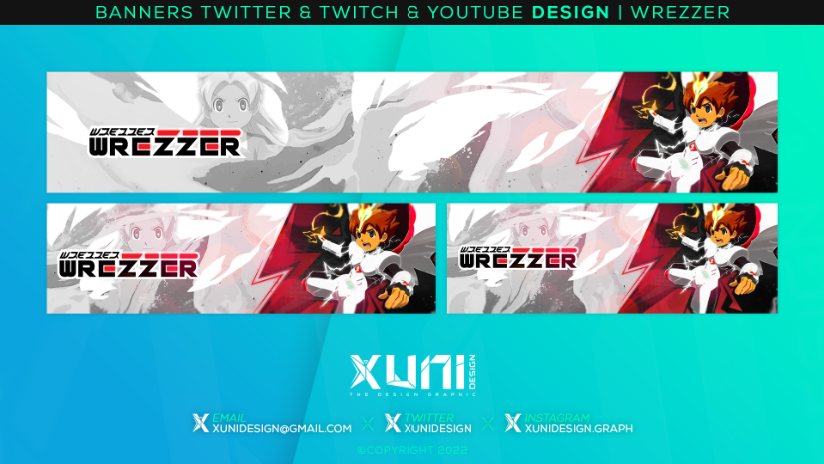 BANNERS TWITTER & TWITCH & YOUTUBE DESIGN | WREZZER
WREZZER
WREZZER
WREZZER
XUNI DESIGN
THE DESIGN GRAPHIC
EMAIL
XUNIDESIGN@GMAIL.COM
TWITTER
XUNIDESIGN
INSTAGRAM
XUNIDESIGN.GRAPH
©COPYRIGHT 2022